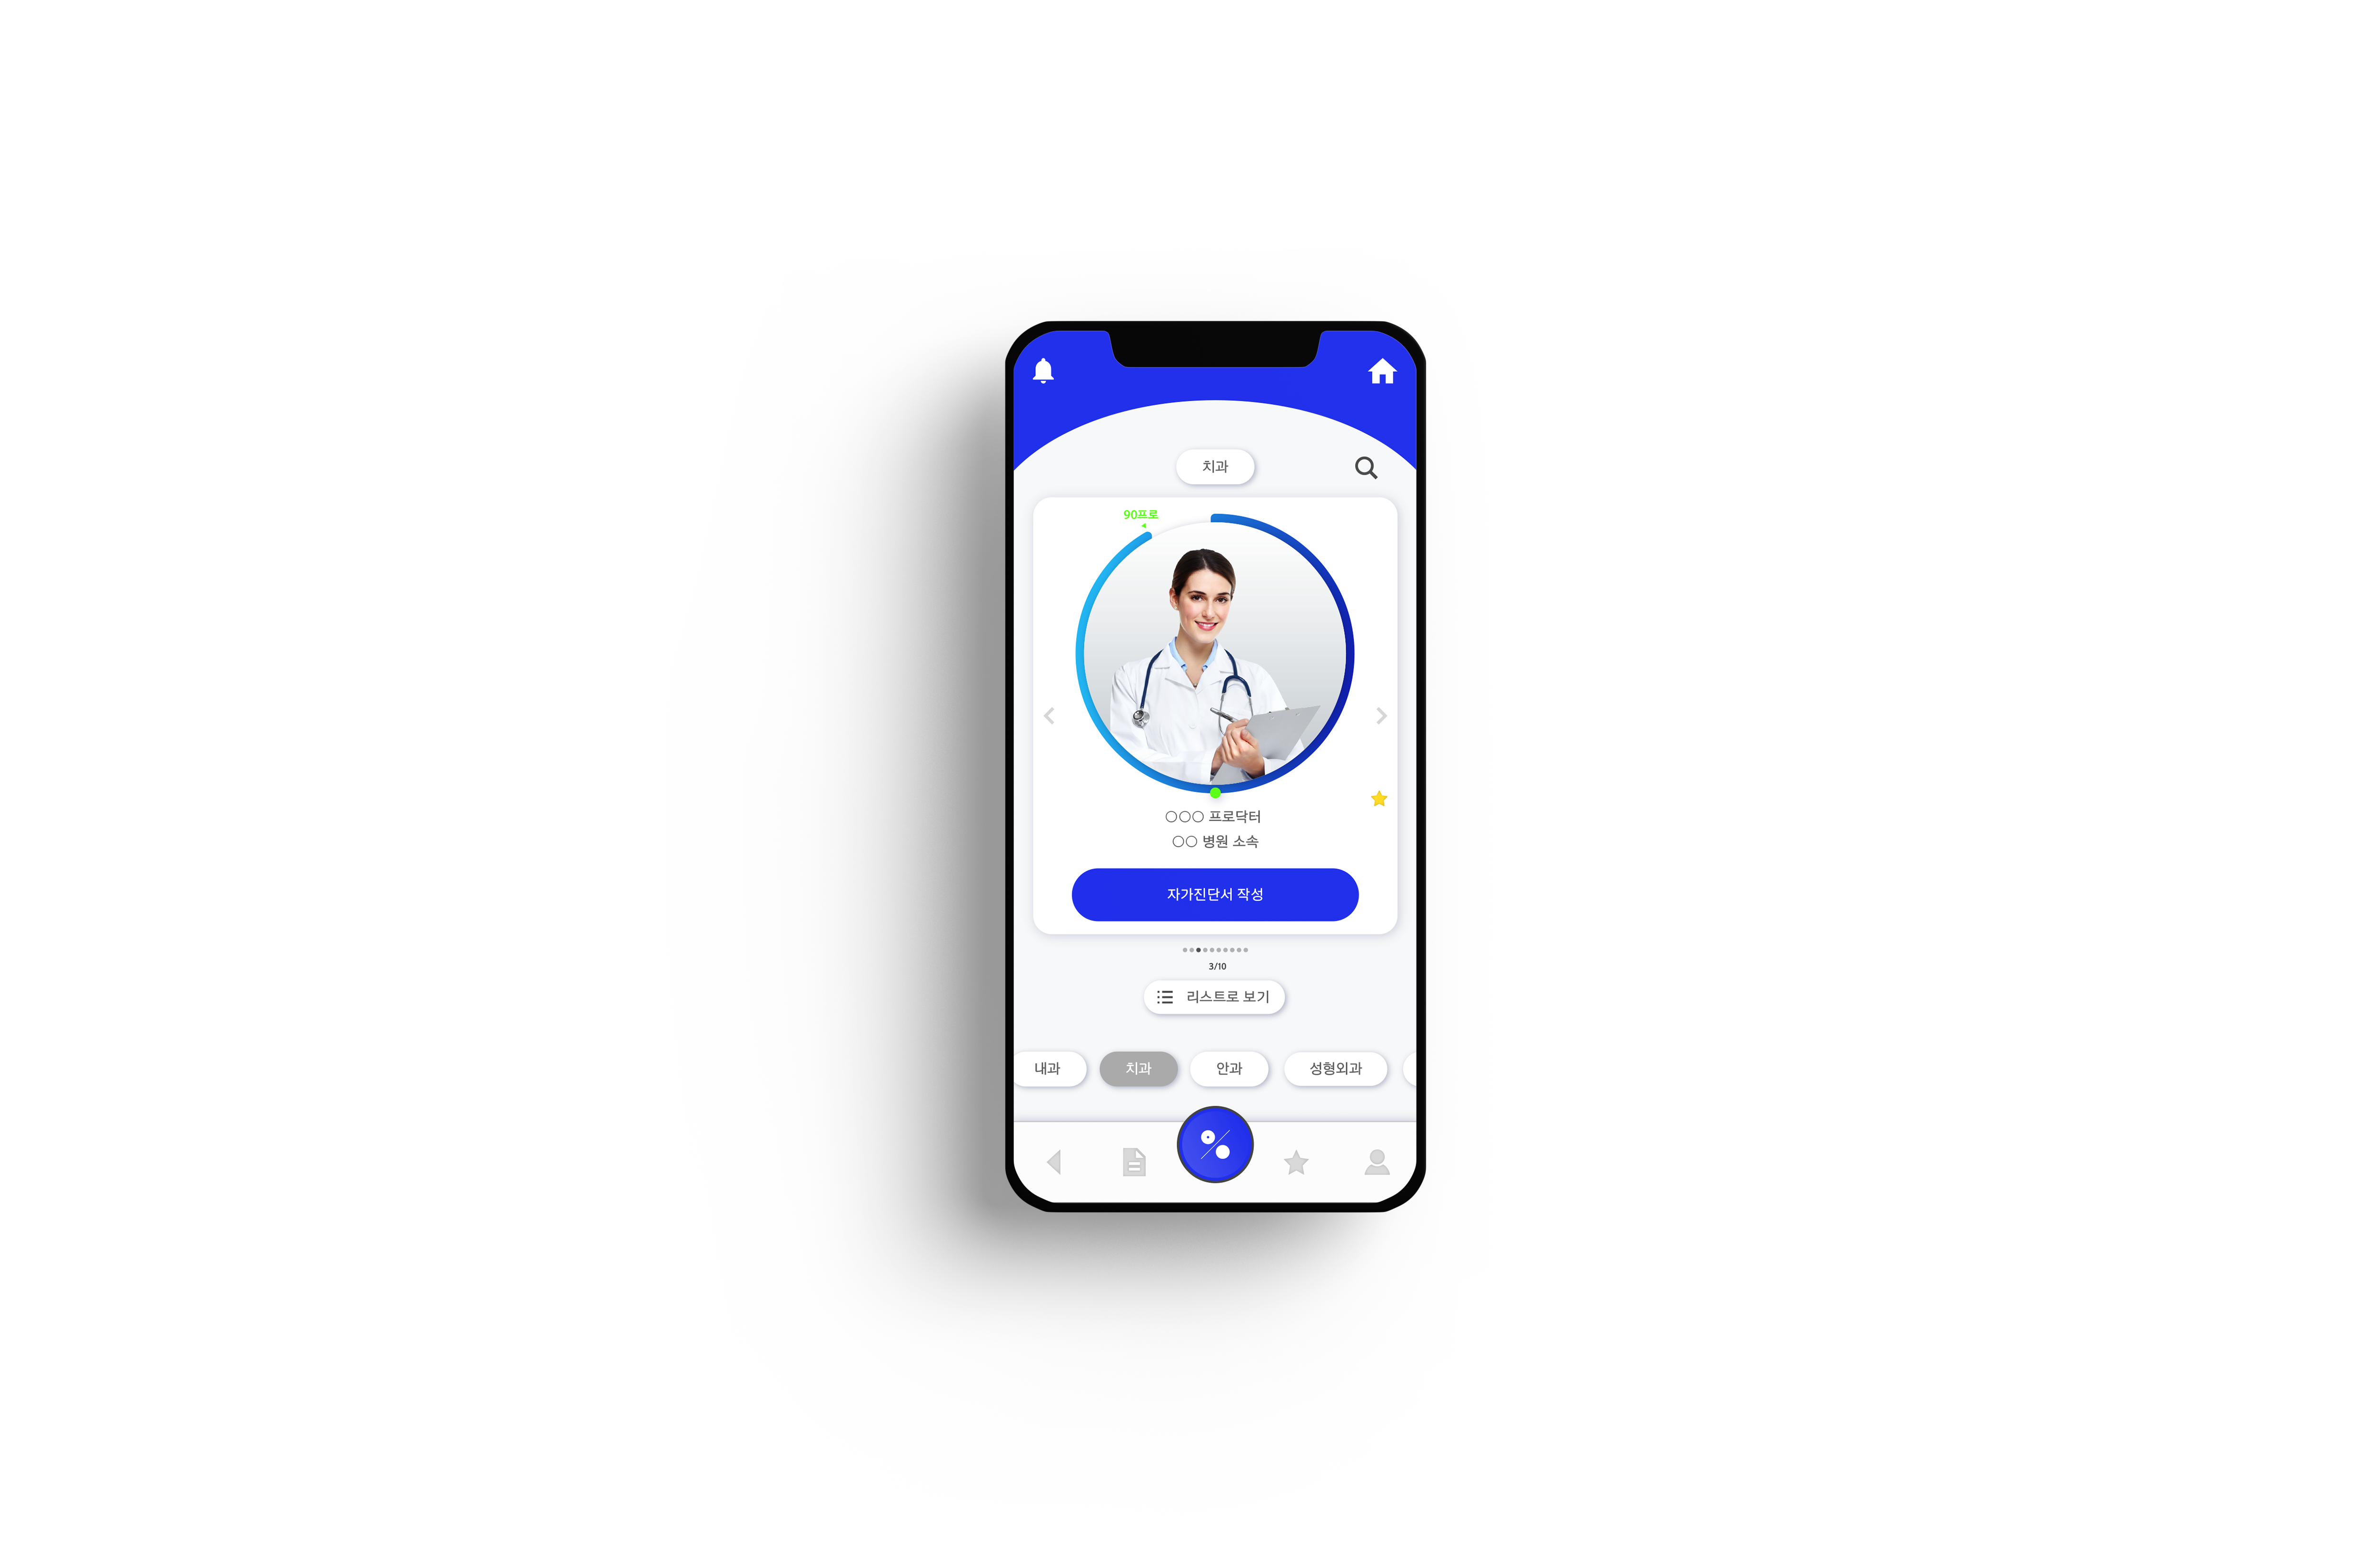 치과
90프로
○○○ 프로닥터
○○ 병원 소속
자가진단서 작성
3/10
리스트로 보기
내과 치과 안과 성형외과